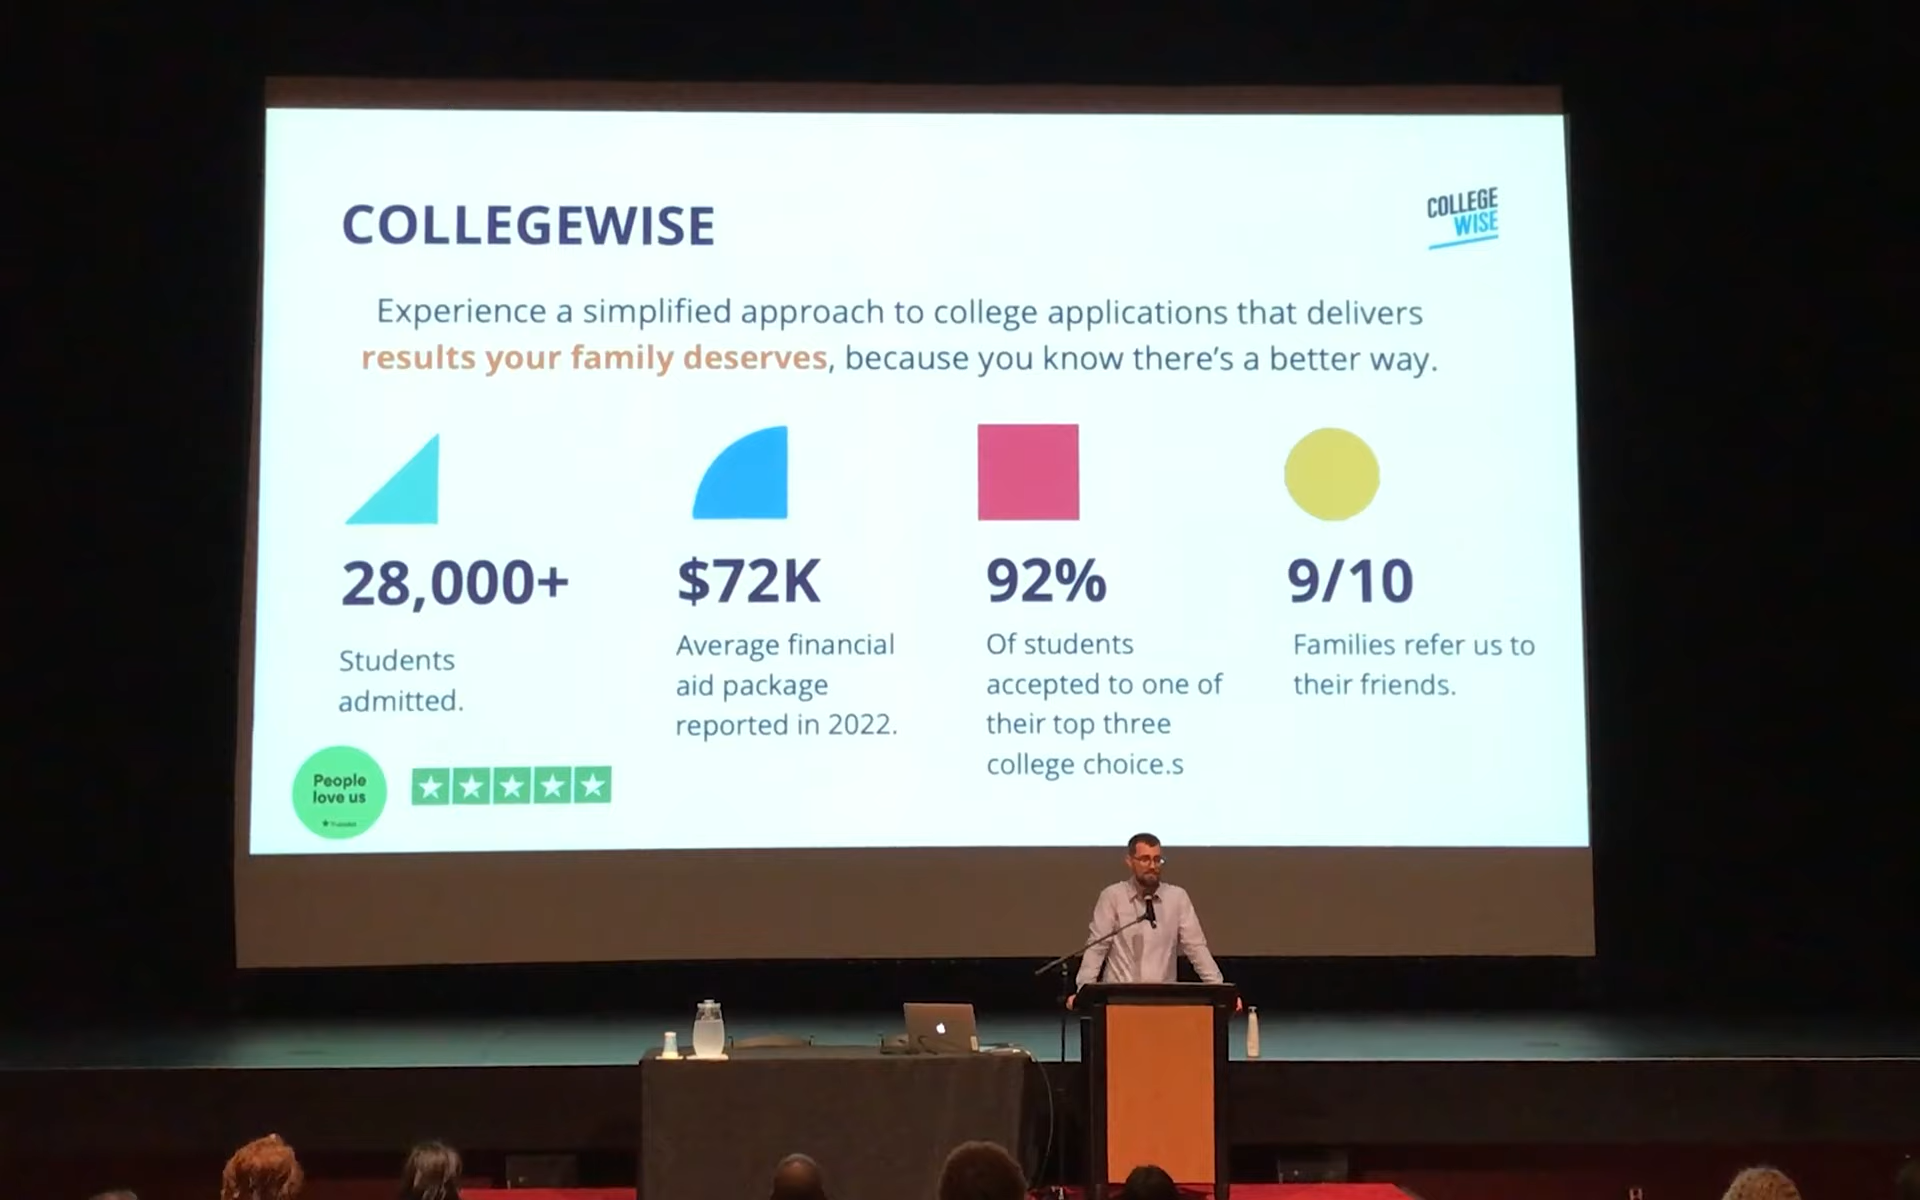 COLLEGEWISE
COLLEGE
WISE
Experience a simplified approach to college applications that delivers
results your family deserves, because you know there's a better way.
28,000+
Students
admitted.
$72K
Average financial
aid package
reported in 2022.
92%
Of students
accepted to one of
their top three
college choice.s
9/10
Families refer us to
their friends.
People
love us